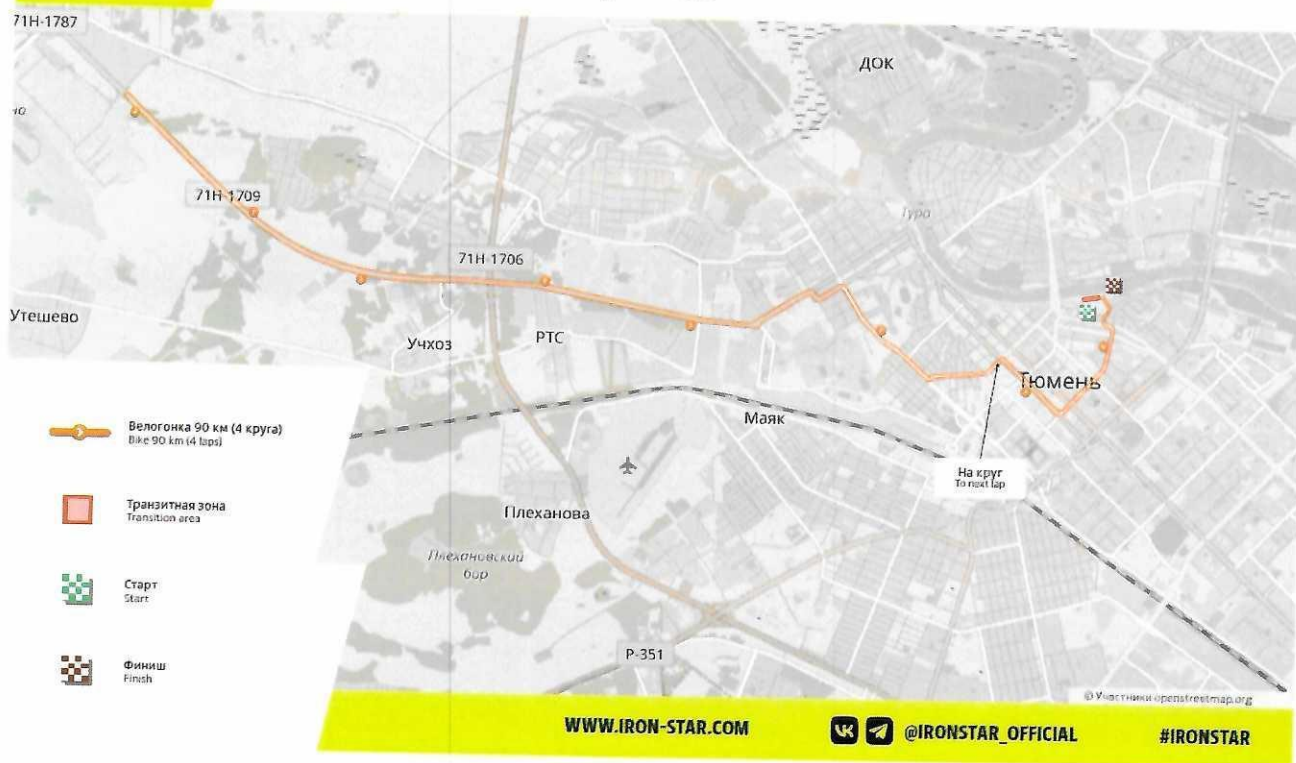 71Н-1787
ДОК
но
71Н-1709
Тура
71Н-1706
Утешево
Учхоз
РТС
Тюмень
Маяк
Велогонка 90 км (4 круга)
Bike 90 km (4 laps)
На круг
To next lap
Транзитная зона
Transition area
Плеханова
Плехановский
бор
Старт
Start
Финиш
Finish
Р-351
© Участники openstreetmap.org
WWW.IRON-STAR.COM
@IRONSTAR_OFFICIAL
#IRONSTAR